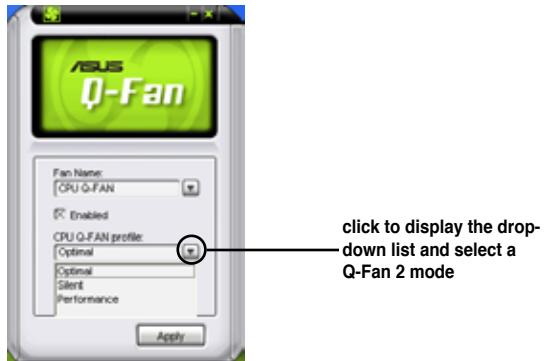 ASUS
Q-Fan
Fan Name:
CPU Q-FAN
Enabled
CPU Q-FAN profile:
Optimal
Optimal
Silent
Performance
Apply
click to display the drop-
down list and select a
Q-Fan 2 mode